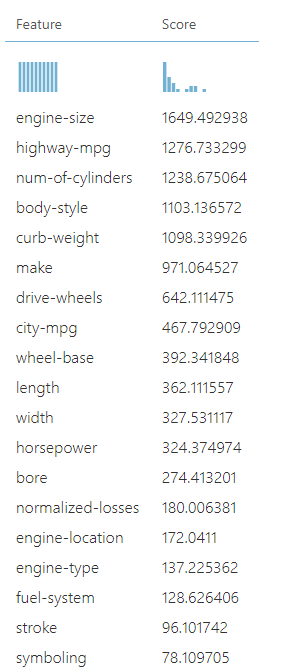 Feature Score
engine-size 1649.492938
highway-mpg 1276.733299
num-of-cylinders 1238.675064
body-style 1103.136572
curb-weight 1098.339926
make 971.064527
drive-wheels 642.111475
city-mpg 467.792909
wheel-base 392.341848
length 362.111557
width 327.531117
horsepower 324.374974
bore 274.413201
normalized-losses 180.006381
engine-location 172.0411
engine-type 137.225362
fuel-system 128.626406
stroke 96.101742
symboling 78.109705